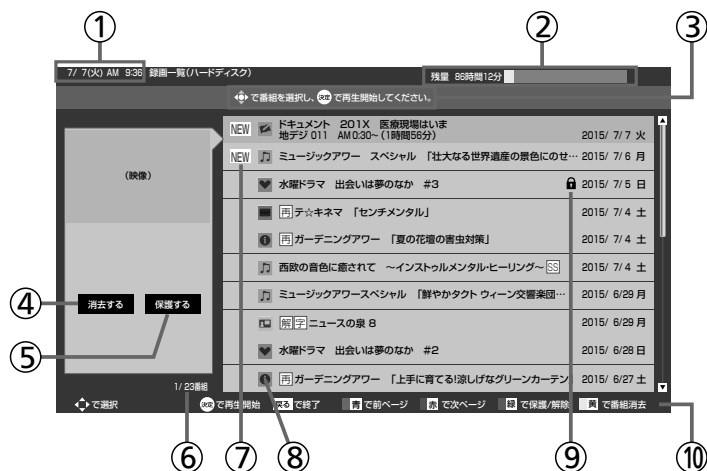 ① ② ③
7/ 7(火) AM 9:36 録画一覧(ハードディスク) 残量 86時間12分
で番組を選択し、決定で再生開始してください。
NEW ドキュメント 201X 医療現場はいま
地デジ 011 AM 0:30~(1時間56分) 2015/ 7/ 7 火
NEW ミュージックアワー スペシャル 「壮大なる世界遺産の景色にのせ… 2015/ 7/ 6 月
(映像)
水曜ドラマ 出会いは夢のなか #3 2015/ 7/ 5 日
再テ☆キネマ 「センチメンタル」 2015/ 7/ 4 土
再ガーデニングアワー 「夏の花壇の害虫対策」 2015/ 7/ 4 土
西欧の音色に癒されて ～インストゥルメンタル・ヒーリング～SS 2015/ 7/ 4 土
④ 消去する 保護する
ミュージックアワースペシャル 「鮮やかタクト ウィーン交響楽団… 2015/ 6/29 月
⑤
解字ニュースの泉 8 2015/ 6/29 月
水曜ドラマ 出会いは夢のなか #2 2015/ 6/28 日
1/ 23番組
再ガーデニングアワー 「上手に育てる!涼しげなグリーンカーテン 2015/ 6/27 土
で選択 決定で再生開始 戻るで終了 青で前ページ 赤で次ページ 緑で保護/解除 黄で番組消去
⑥ ⑦ ⑧ ⑨ ⑩